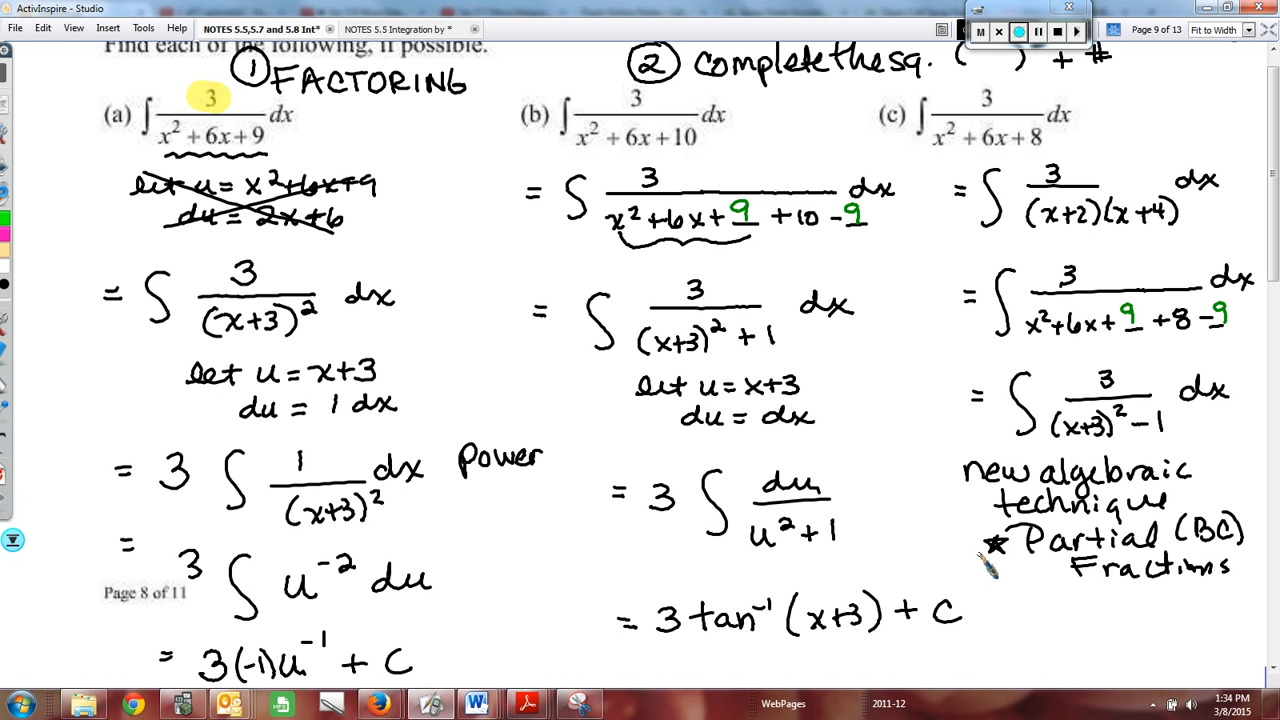 ActivInspire - Studio
File Edit View Insert Tools Help
NOTES 5.5,5.7 and 5.8 Int*
NOTES 5.5 Integration by *
Page 9 of 13
Fit to Width
Find each of the following, if possible.
① FACTORING
② complete the sq. ( ) + #
(a) ∫ 3/(x² + 6x + 9) dx
let u = x² + 6x + 9
du = 2x + 6
= ∫ 3/(x+3)² dx
let u = x+3
du = 1 dx
= 3 ∫ 1/(x+3)² dx Power
= 3 ∫ u⁻² du
Page 8 of 11
= 3(-1)u⁻¹ + C
(b) ∫ 3/(x² + 6x + 10) dx
= ∫ 3/(x² + 6x + 9 + 10 - 9) dx
= ∫ 3/((x+3)² + 1) dx
let u = x+3
du = dx
= 3 ∫ du/(u² + 1)
= 3 tan⁻¹ (x+3) + C
(c) ∫ 3/(x² + 6x + 8) dx
= ∫ 3/((x+2)(x+4)) dx
= ∫ 3/(x² + 6x + 9 + 8 - 9) dx
= ∫ 3/((x+3)² - 1) dx
new algebraic
technique
* Partial (BC)
Fractions
WebPages
2011-12
1:34 PM
3/8/2015